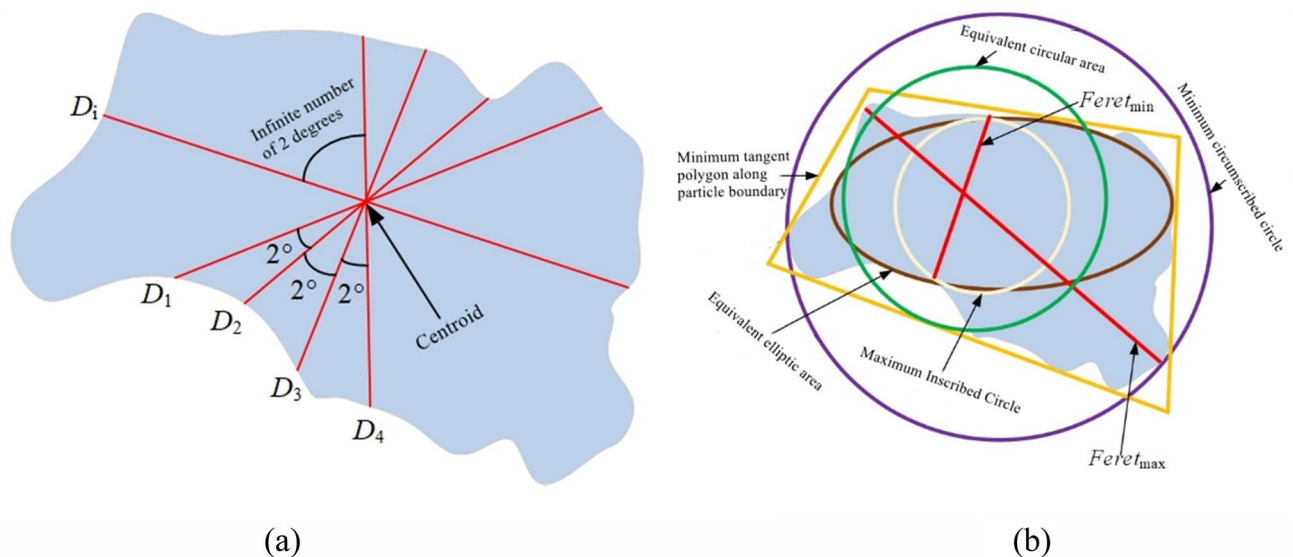 Infinite number
of 2 degrees
Di
2°
2°
2°
D1
D2
D3
D4
Centroid
(a)
Equivalent circular area
Feretmin
Minimum tangent
polygon along
particle boundary
Minimum circumscribed circle
Equivalent elliptic area
Maximum Inscribed Circle
Feretmax
(b)